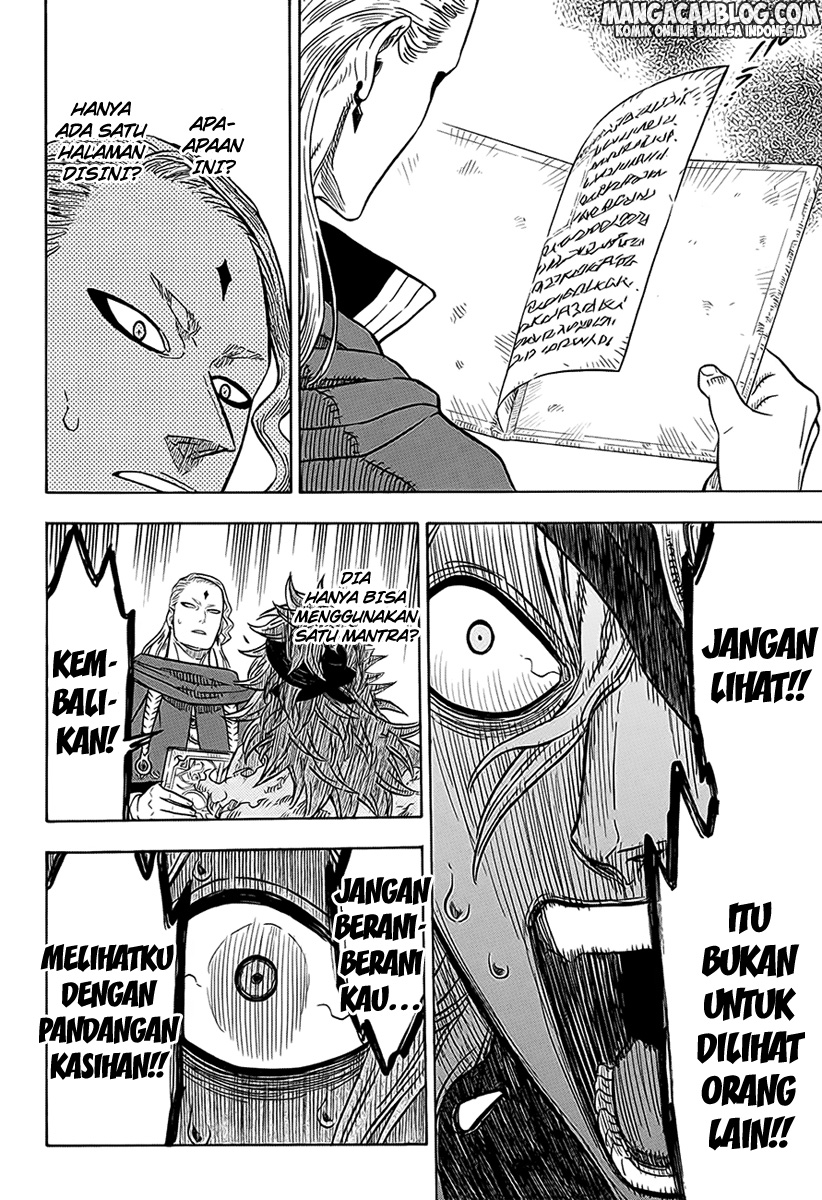 MANGACANBLOG.COM
KOMIK ONLINE BAHASA INDONESIA
APA-
APAAN
INI?
HANYA
ADA SATU
HALAMAN
DISINI?
JANGAN
LIHAT!!
ITU
BUKAN
UNTUK
DILIHAT
ORANG
LAIN!!
DIA
HANYA BISA
MENGGUNAKAN
SATU MANTRA?
KEM-
BALI-
KAN!
JANGAN
BERANI-
BERANI
KAU...
MELIHATKU
DENGAN
PANDANGAN
KASIHAN!!